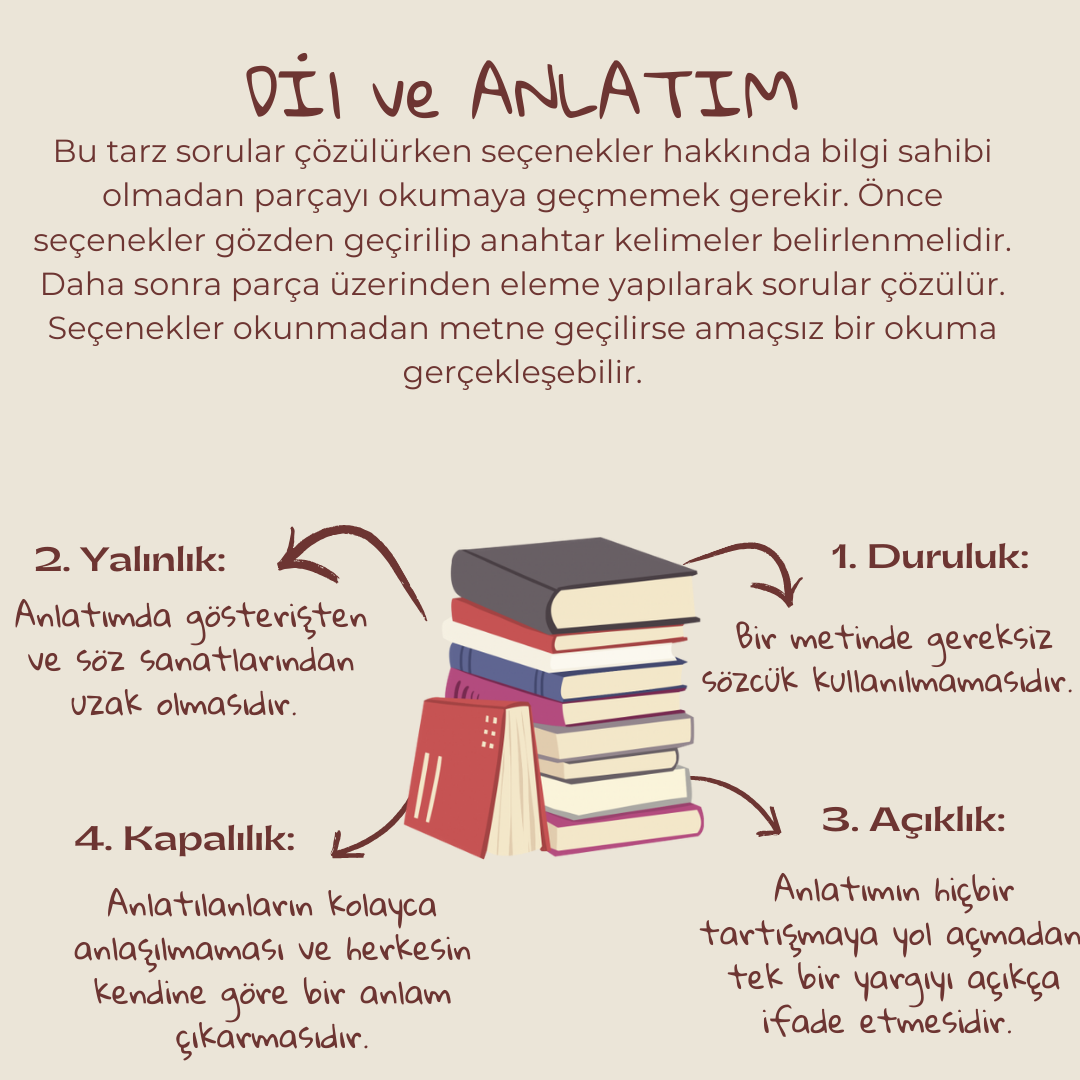 DİL ve ANLATIM
Bu tarz sorular çözülürken seçenekler hakkında bilgi sahibi
olmadan parçayı okumaya geçmemek gerekir. Önce
seçenekler gözden geçirilip anahtar kelimeler belirlenmelidir.
Daha sonra parça üzerinden eleme yapılarak sorular çözülür.
Seçenekler okunmadan metne geçilirse amaçsız bir okuma
gerçekleşebilir.
1. Duruluk:
Bir metinde gereksiz
sözcük kullanılmamasıdır.
2. Yalınlık:
Anlatımda gösterişten
ve söz sanatlarından
uzak olmasıdır.
3. Açıklık:
Anlatımın hiçbir
tartışmaya yol açmadan
tek bir yargıyı açıkça
ifade etmesidir.
4. Kapalılık:
Anlatılanların kolayca
anlaşılmaması ve herkesin
kendine göre bir anlam
çıkarmasıdır.